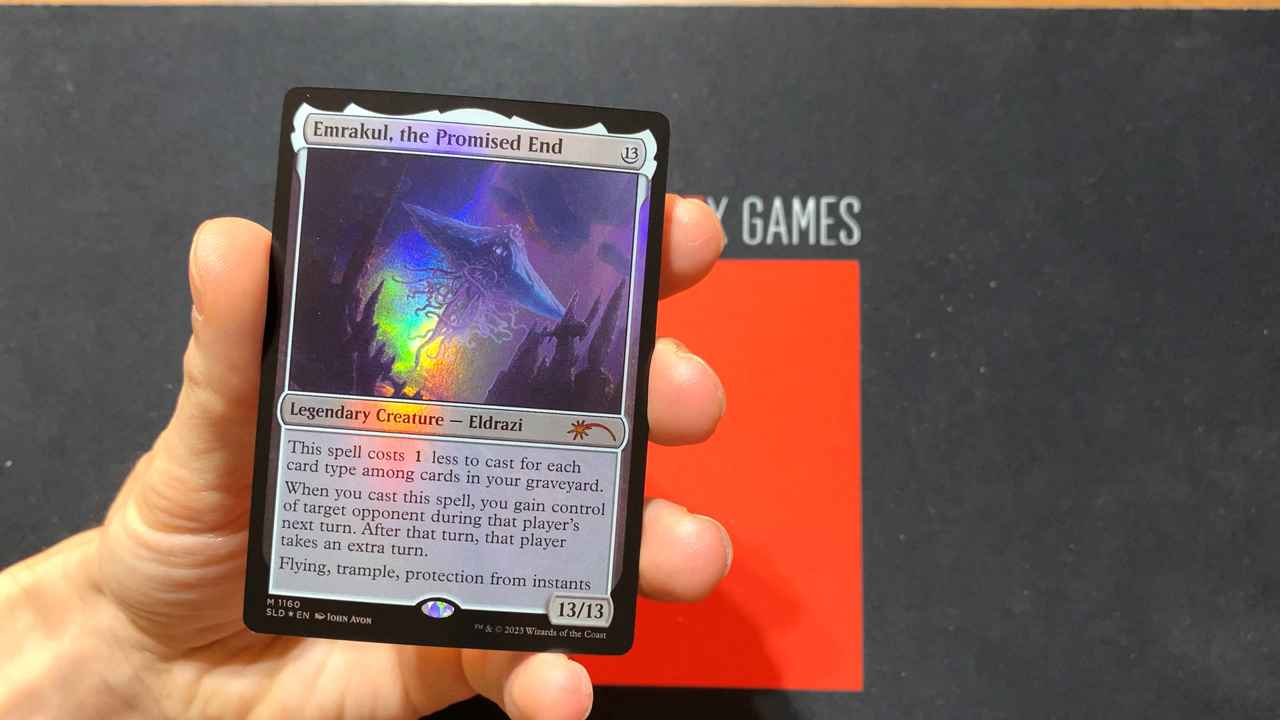 Emrakul, the Promised End
13
Legendary Creature — Eldrazi
This spell costs 1 less to cast for each
card type among cards in your graveyard.
When you cast this spell, you gain control
of target opponent during that player's
next turn. After that turn, that player
takes an extra turn.
Flying, trample, protection from instants
13/13
M 1160
SLD ★ EN JOHN AVON
™ & © 2023 Wizards of the Coast
X GAMES